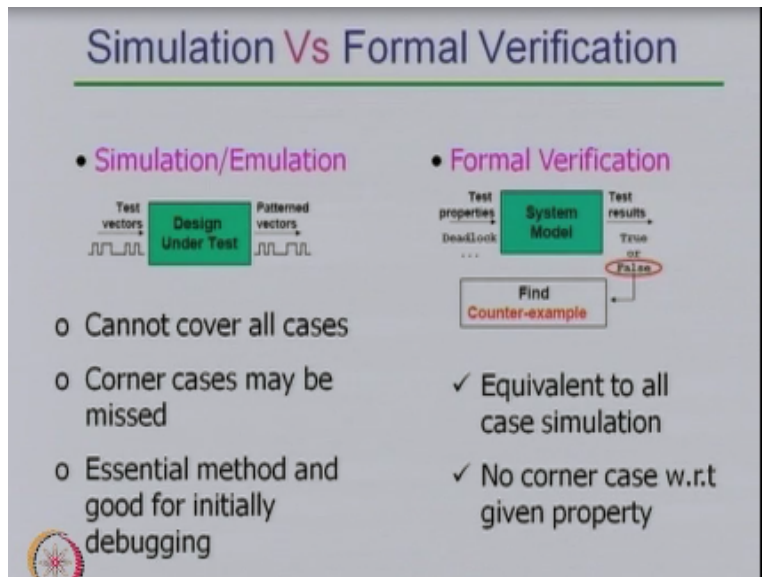 Simulation Vs Formal Verification
• Simulation/Emulation
Test
vectors
Design
Under Test
Patterned
vectors
o Cannot cover all cases
o Corner cases may be
missed
o Essential method and
good for initially
debugging
• Formal Verification
Test
properties
Deadlock
...
System
Model
Test
results
True
or
False
Find
Counter-example
✓ Equivalent to all
case simulation
✓ No corner case w.r.t
given property